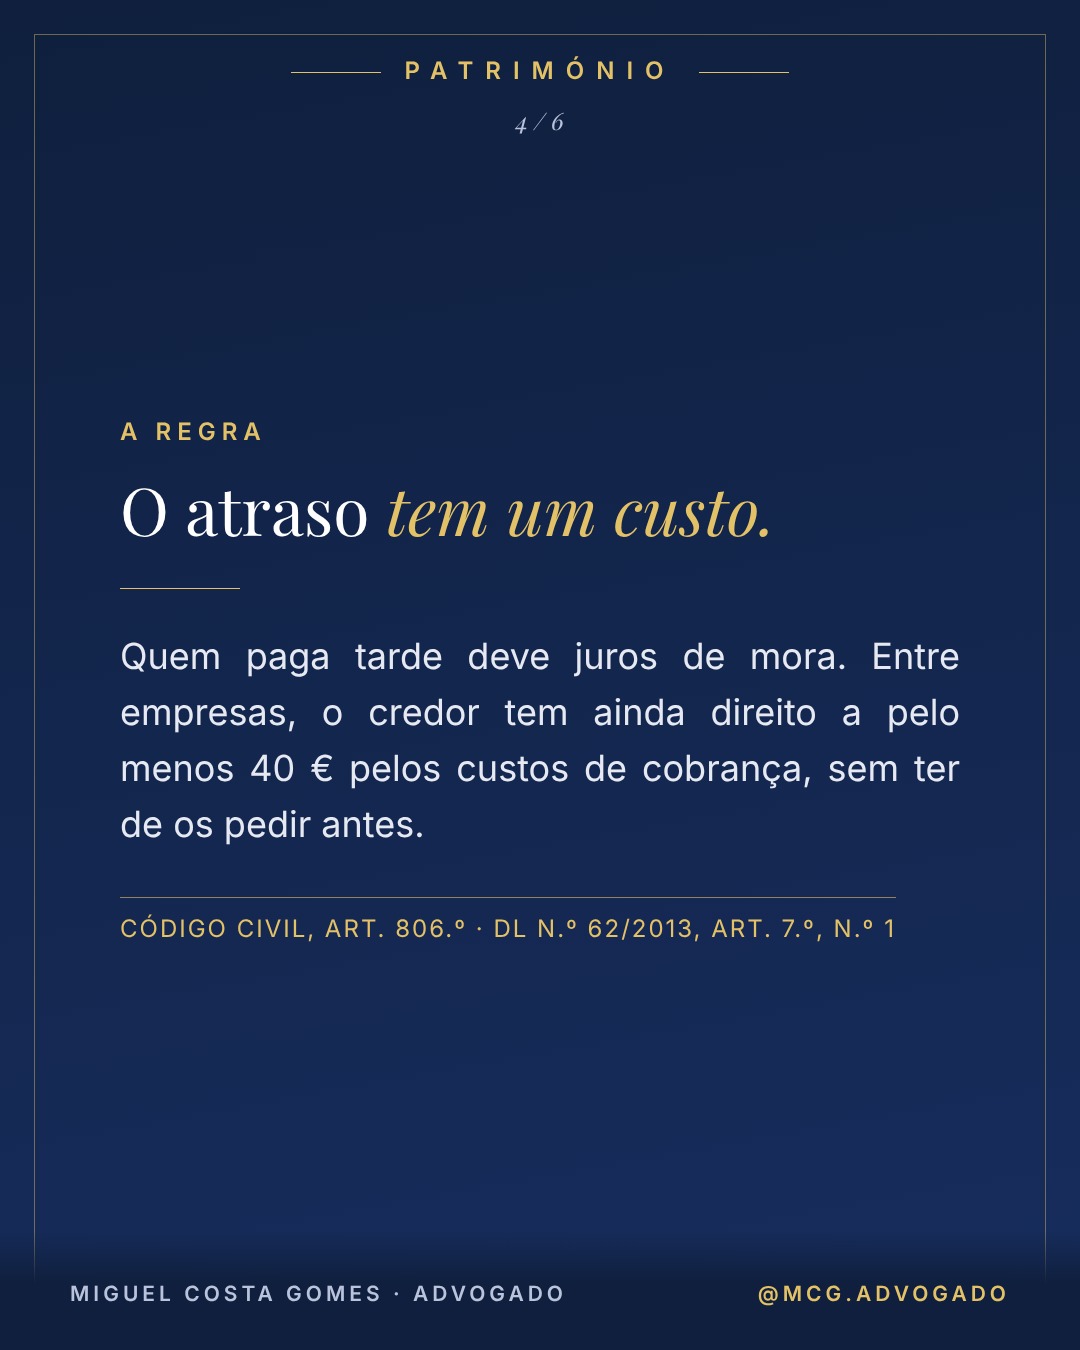 PATRIMÓNIO
4/6
A REGRA
O atraso tem um custo.
Quem paga tarde deve juros de mora. Entre
empresas, o credor tem ainda direito a pelo
menos 40 € pelos custos de cobrança, sem ter
de os pedir antes.
CÓDIGO CIVIL, ART. 806.º · DL N.º 62/2013, ART. 7.º, N.º 1
MIGUEL COSTA GOMES · ADVOGADO
@MCG.ADVOGADO